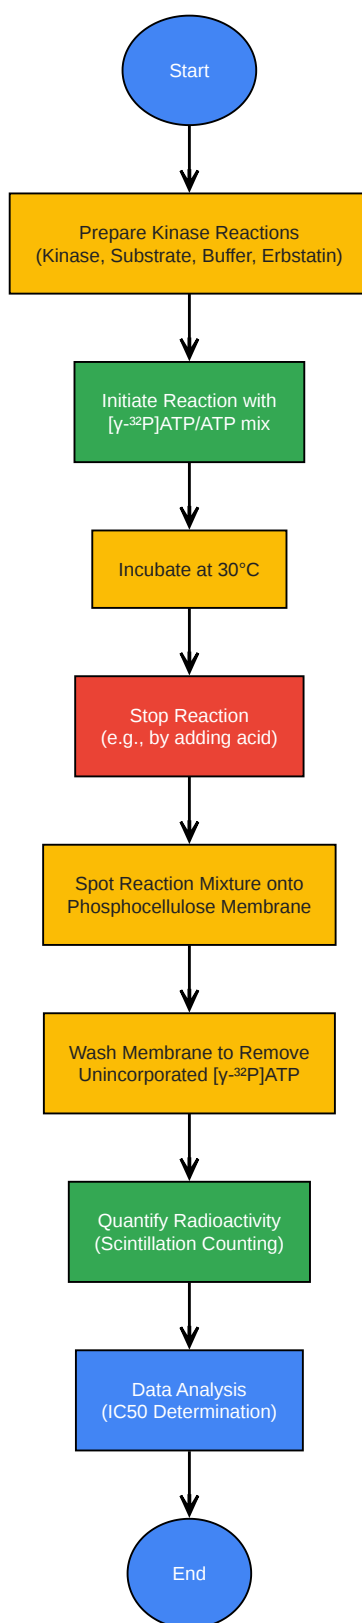 Start
Prepare Kinase Reactions
(Kinase, Substrate, Buffer, Erbstatin)
Initiate Reaction with
[γ-³²P]ATP/ATP mix
Incubate at 30°C
Stop Reaction
(e.g., by adding acid)
Spot Reaction Mixture onto
Phosphocellulose Membrane
Wash Membrane to Remove
Unincorporated [γ-³²P]ATP
Quantify Radioactivity
(Scintillation Counting)
Data Analysis
(IC50 Determination)
End